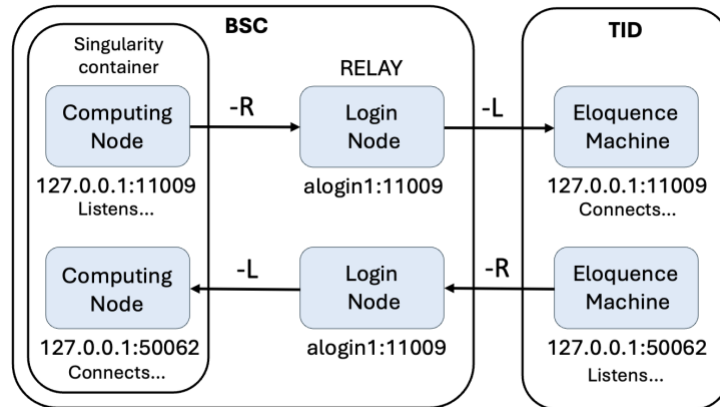 BSC
TID
Singularity
container
RELAY
Computing
Node
-R
Login
Node
-L
Eloquence
Machine
127.0.0.1:11009
Listens...
alogin1:11009
127.0.0.1:11009
Connects...
Computing
Node
-L
Login
Node
-R
Eloquence
Machine
127.0.0.1:50062
Connects...
alogin1:11009
127.0.0.1:50062
Listens...